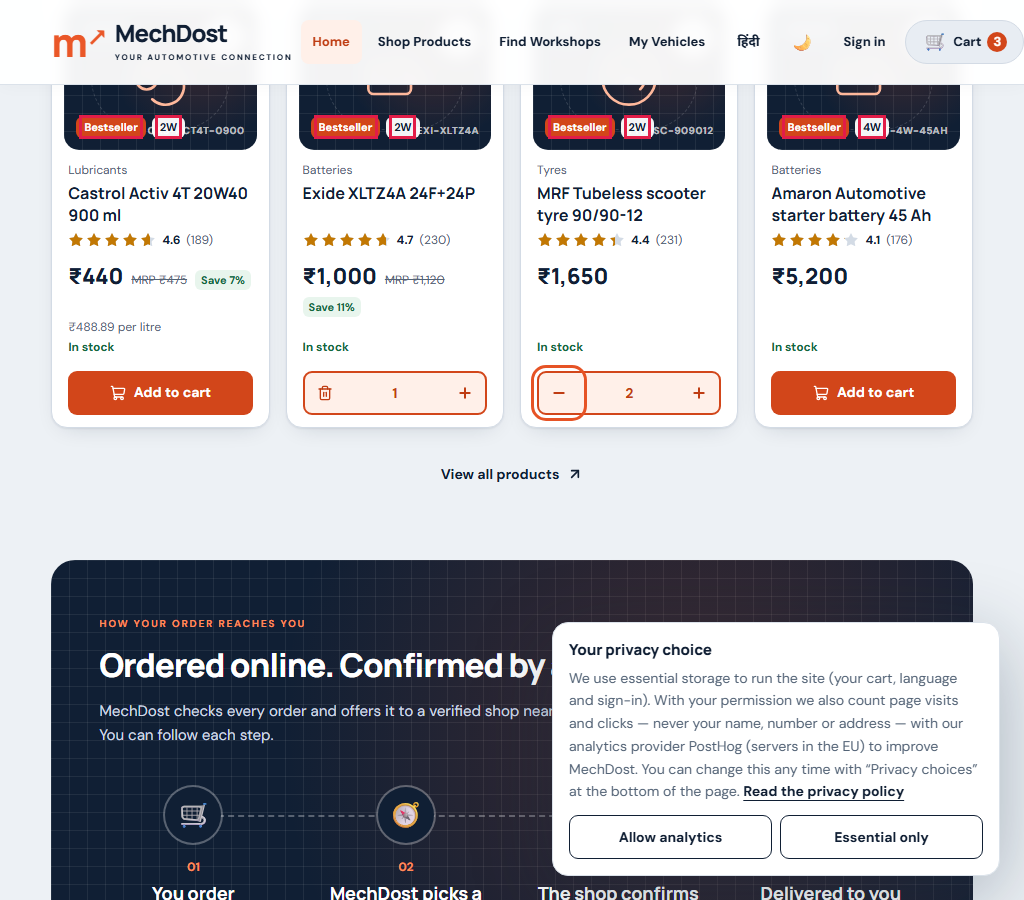 m MechDost
YOUR AUTOMOTIVE CONNECTION
Home Shop Products Find Workshops My Vehicles हिंदी Sign in Cart 3
Bestseller 2W CT4T-0900
Bestseller 2W EXI-XLTZ4A
Bestseller 2W SC-909012
Bestseller 4W -4W-45AH
Lubricants
Castrol Activ 4T 20W40
900 ml
4.6 (189)
₹440 MRP ₹475 Save 7%
₹488.89 per litre
In stock
Add to cart
Batteries
Exide XLTZ4A 24F+24P
4.7 (230)
₹1,000 MRP ₹1,120
Save 11%
In stock
1 +
Tyres
MRF Tubeless scooter
tyre 90/90-12
4.4 (231)
₹1,650
In stock
− 2 +
Batteries
Amaron Automotive
starter battery 45 Ah
4.1 (176)
₹5,200
In stock
Add to cart
View all products
HOW YOUR ORDER REACHES YOU
Ordered online. Confirmed by
MechDost checks every order and offers it to a verified shop near
You can follow each step.
01
You order
02
MechDost picks a
The shop confirms
Delivered to you
Your privacy choice
We use essential storage to run the site (your cart, language
and sign-in). With your permission we also count page visits
and clicks — never your name, number or address — with our
analytics provider PostHog (servers in the EU) to improve
MechDost. You can change this any time with “Privacy choices”
at the bottom of the page. Read the privacy policy
Allow analytics Essential only